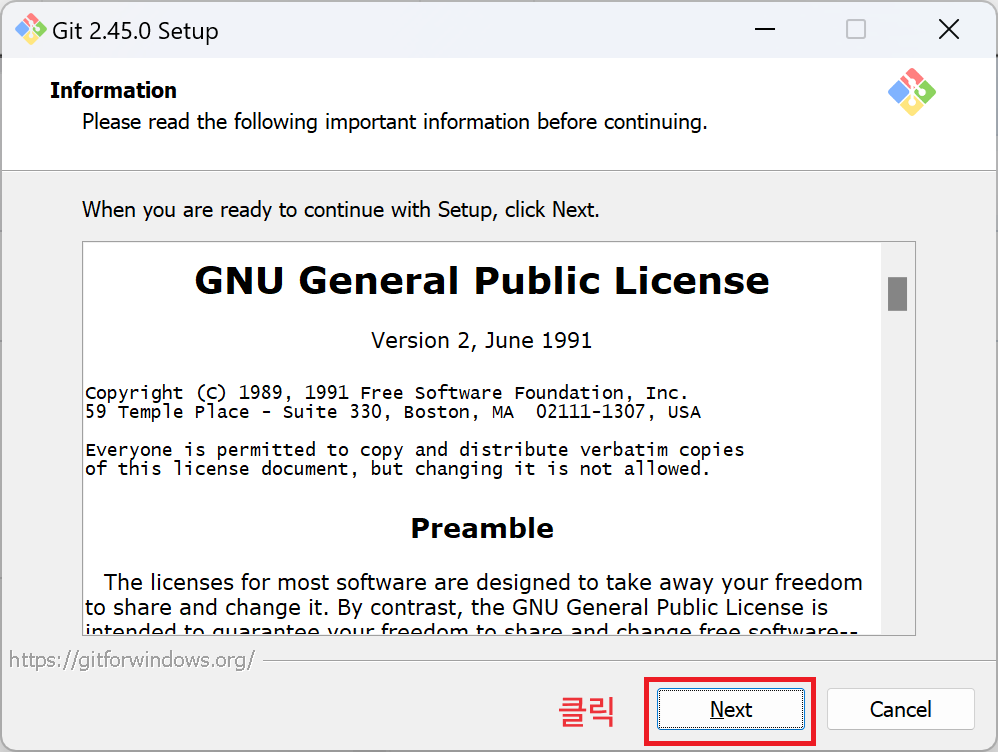 Git 2.45.0 Setup
Information
Please read the following important information before continuing.
When you are ready to continue with Setup, click Next.
GNU General Public License
Version 2, June 1991
Copyright (C) 1989, 1991 Free Software Foundation, Inc.
59 Temple Place - Suite 330, Boston, MA  02111-1307, USA
Everyone is permitted to copy and distribute verbatim copies
of this license document, but changing it is not allowed.
Preamble
The licenses for most software are designed to take away your freedom
to share and change it. By contrast, the GNU General Public License is
intended to guarantee your freedom to share and change free software--
https://gitforwindows.org/
클릭 Next Cancel